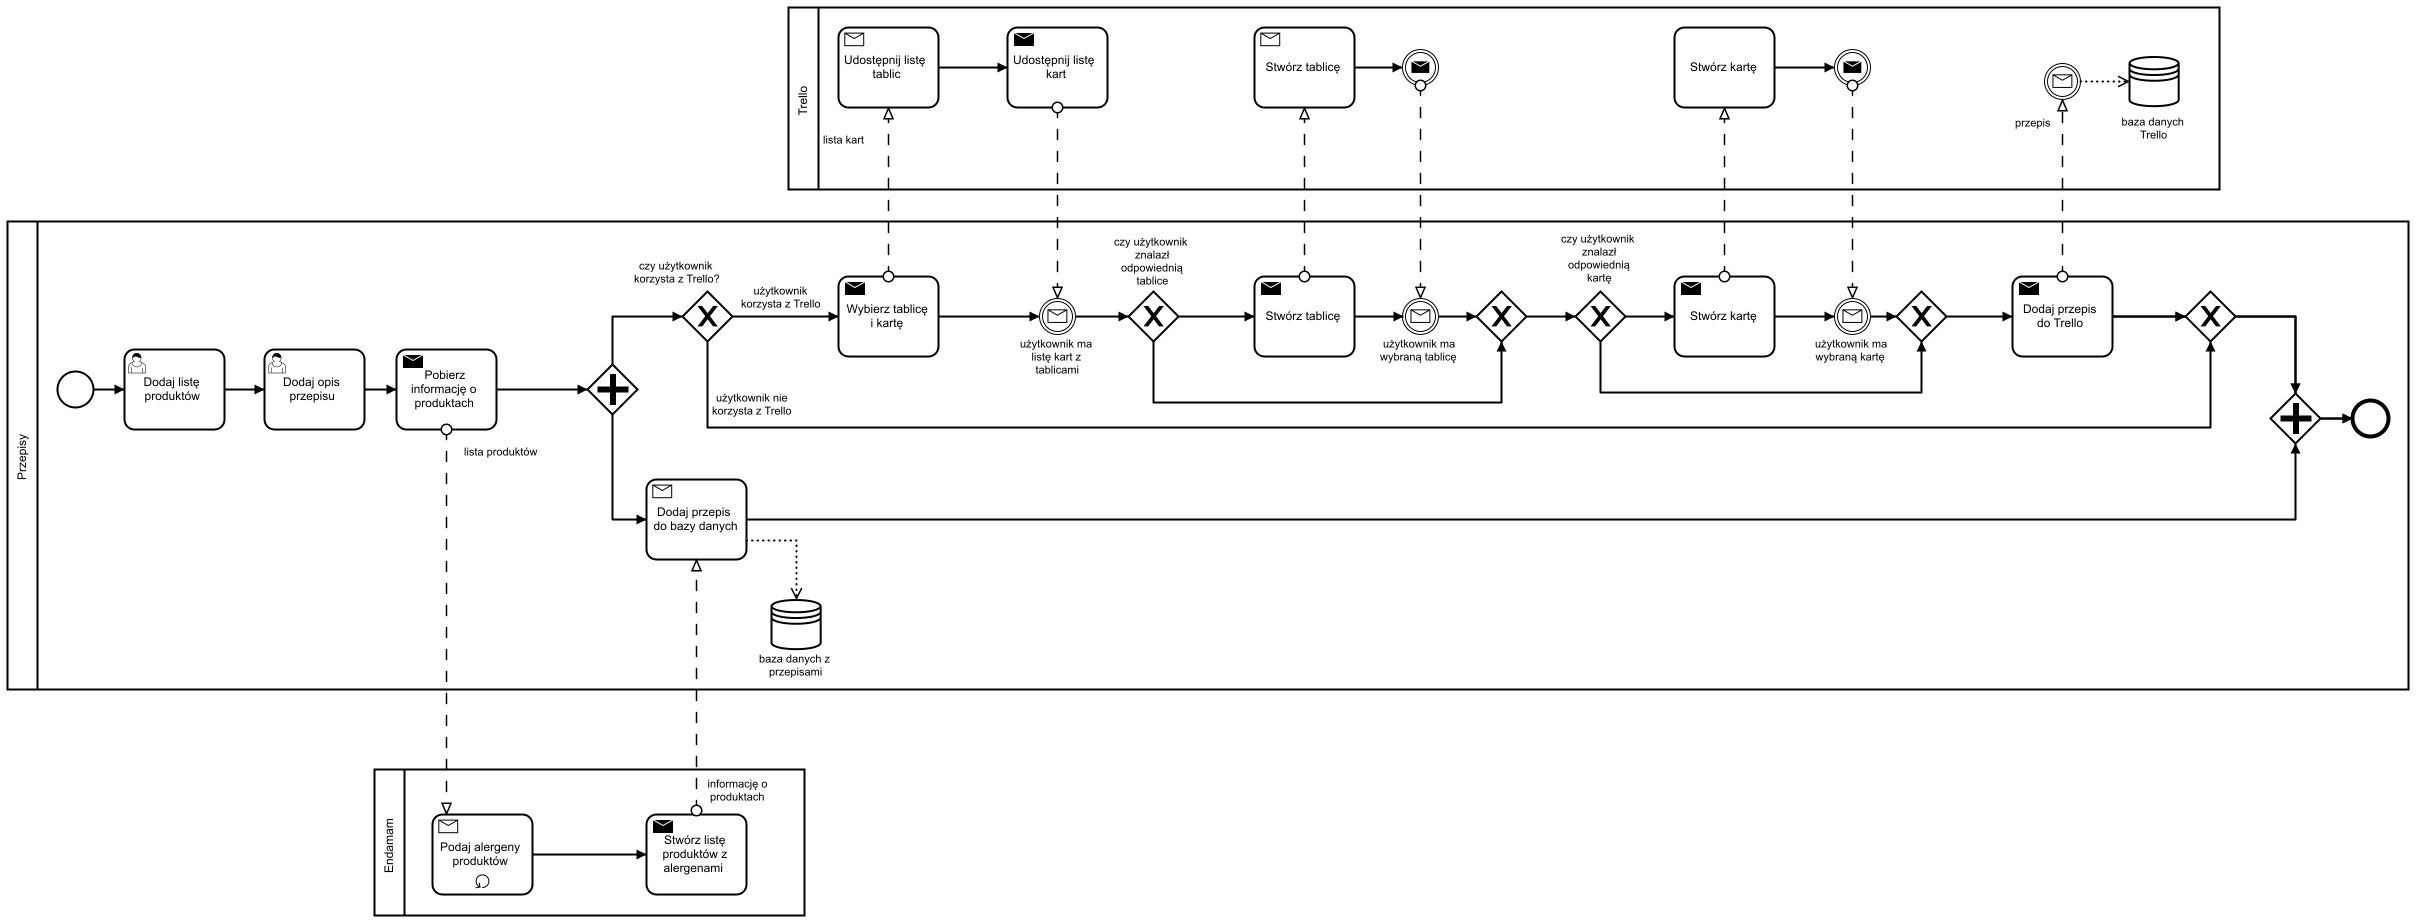 Trello
Udostępnij listę
tablic
Udostępnij listę
kart
Stwórz tablicę
Stwórz kartę
baza danych
Trello
przepis
lista kart
Przepisy
czy użytkownik
korzysta z Trello?
użytkownik
korzysta z Trello
Wybierz tablicę
i kartę
użytkownik ma
listę kart z
tablicami
czy użytkownik
znalazł
odpowiednią
tablice
Stwórz tablicę
użytkownik ma
wybraną tablicę
czy użytkownik
znalazł
odpowiednią
kartę
Stwórz kartę
użytkownik ma
wybraną kartę
Dodaj przepis
do Trello
Dodaj listę
produktów
Dodaj opis
przepisu
Pobierz
informację o
produktach
użytkownik nie
korzysta z Trello
lista produktów
Dodaj przepis
do bazy danych
baza danych z
przepisami
Endamam
informację o
produktach
Podaj alergeny
produktów
Stwórz listę
produktów z
alergenami